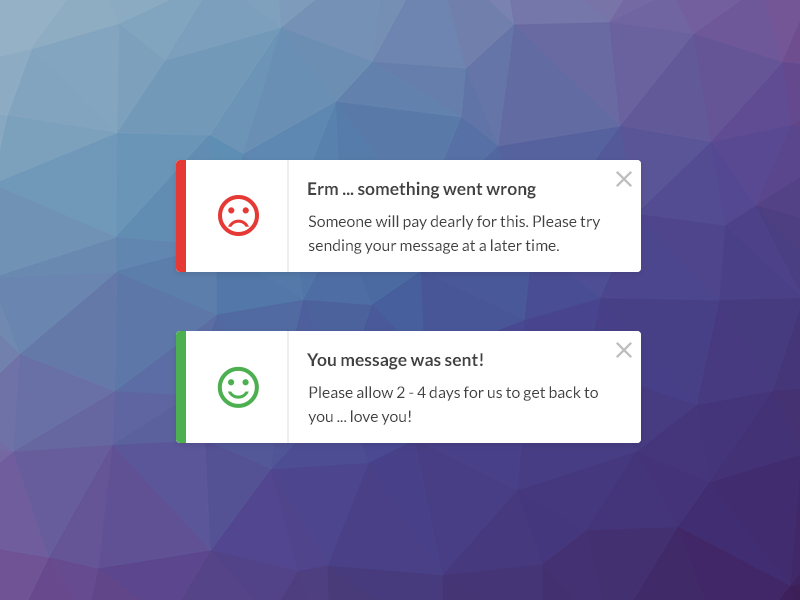 Erm ... something went wrong
Someone will pay dearly for this. Please try
sending your message at a later time.
You message was sent!
Please allow 2 - 4 days for us to get back to
you ... love you!